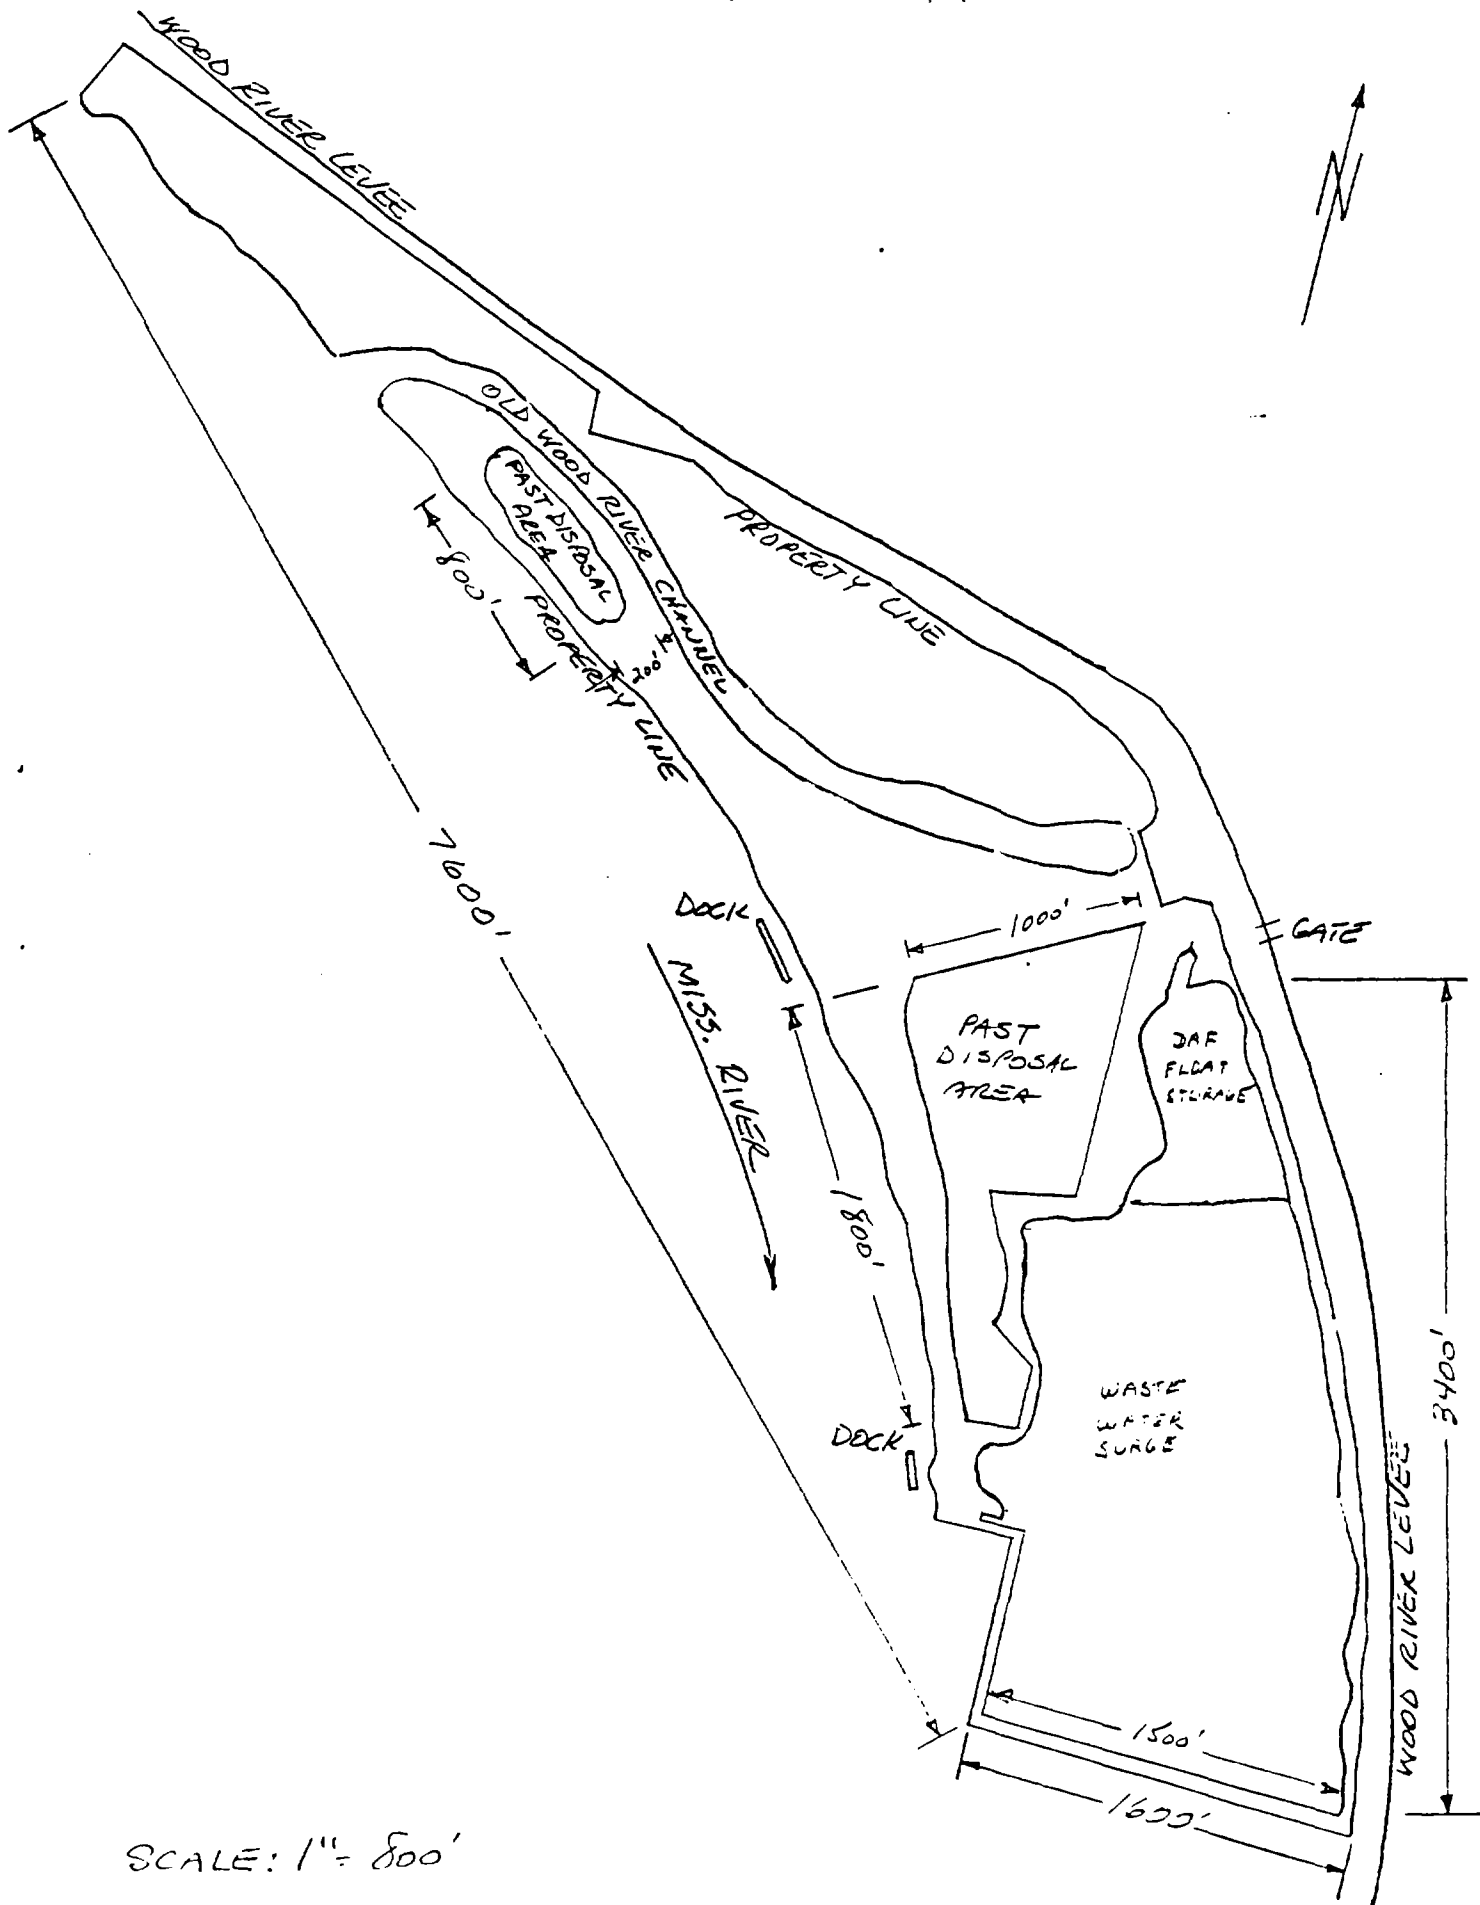 WOOD RIVER LEVEE
N
OLD WOOD RIVER CHANNEL
PAST DISPOSAL
AREA
800'
PROPERTY LINE
PROPERTY LINE
200'
7600'
DOCK
1000'
GATE
MISS. RIVER
PAST
DISPOSAL
AREA
DAF
FLOAT
STORAGE
1800'
3400'
WASTE
WATER
SURGE
DOCK
WOOD RIVER LEVEE
1500'
1600'
SCALE: 1" = 800'